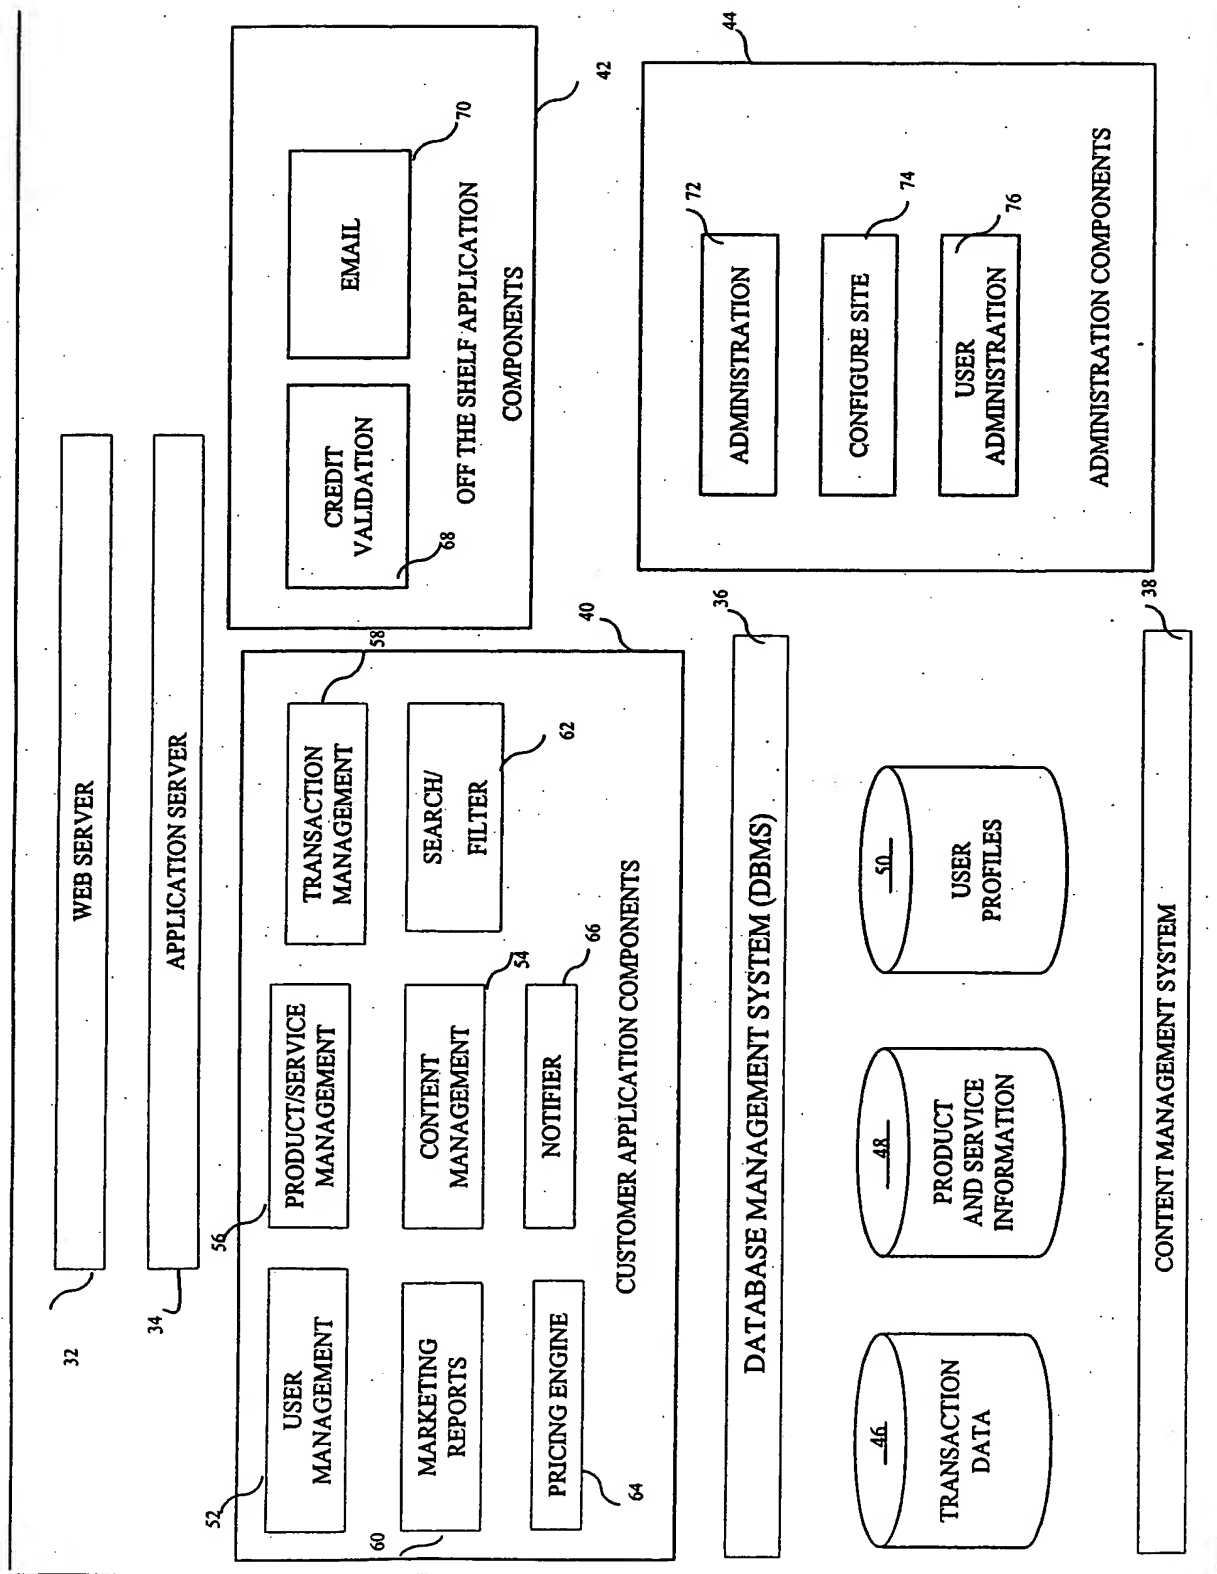 32
WEB SERVER
34
APPLICATION SERVER
52
USER
MANAGEMENT
56
PRODUCT/SERVICE
MANAGEMENT
TRANSACTION
MANAGEMENT
58
60
MARKETING
REPORTS
CONTENT
MANAGEMENT
54
SEARCH/
FILTER
62
PRICING ENGINE
64
NOTIFIER
66
CUSTOMER APPLICATION COMPONENTS
40
CREDIT
VALIDATION
68
EMAIL
70
OFF THE SHELF APPLICATION
COMPONENTS
42
DATABASE MANAGEMENT SYSTEM (DBMS)
36
46
TRANSACTION
DATA
48
PRODUCT
AND SERVICE
INFORMATION
50
USER
PROFILES
CONTENT MANAGEMENT SYSTEM
38
44
ADMINISTRATION
72
CONFIGURE SITE
74
USER
ADMINISTRATION
76
ADMINISTRATION COMPONENTS